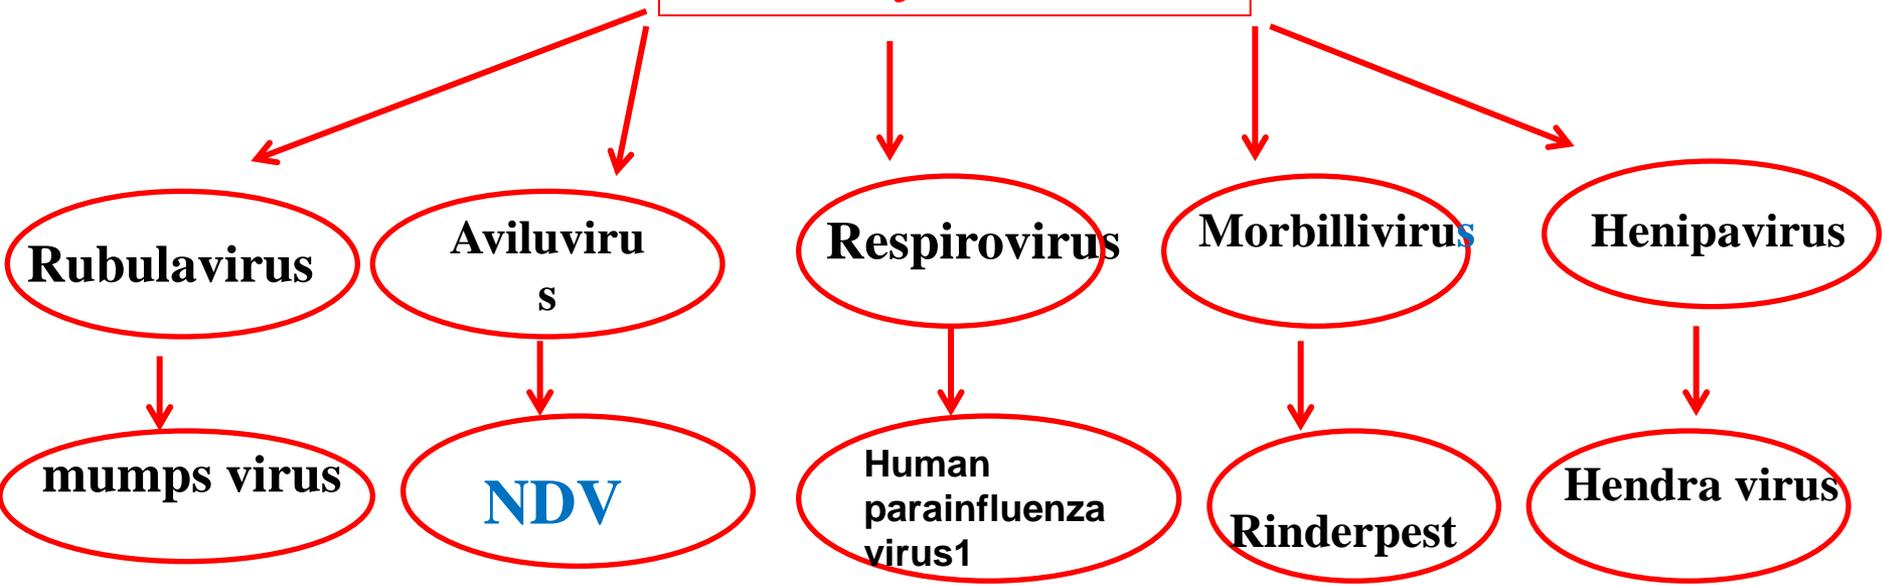 Rubulavirus
Aviluviru
s
Respirovirus
Morbillivirus
Henipavirus
mumps virus
NDV
Human
parainfluenza
virus1
Rinderpest
Hendra virus